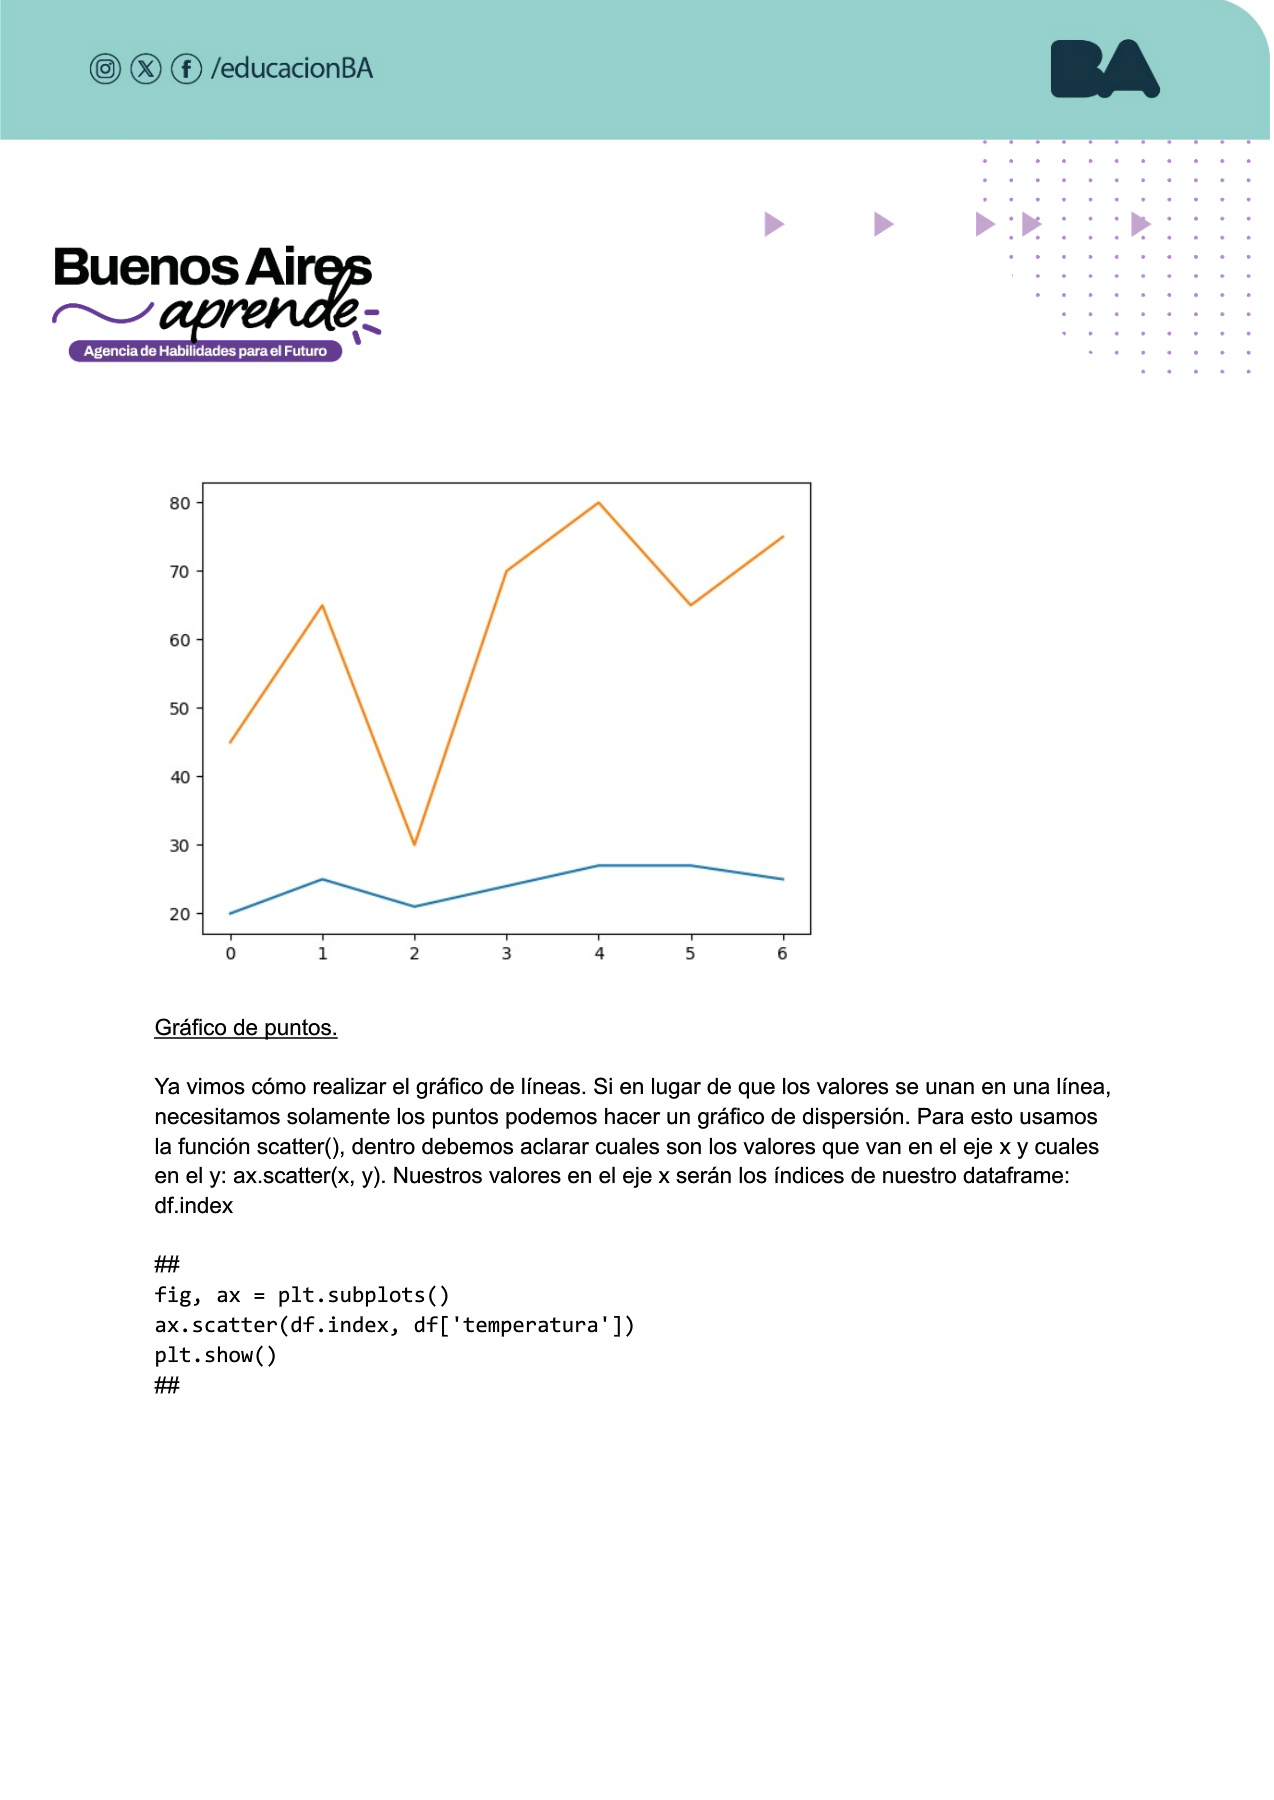 /educacionBA
BA
Buenos Aires
aprende
Agencia de Habilidades para el Futuro
80
70
60
50
40
30
20
0 1 2 3 4 5 6
Gráfico de puntos.
Ya vimos cómo realizar el gráfico de líneas. Si en lugar de que los valores se unan en una línea,
necesitamos solamente los puntos podemos hacer un gráfico de dispersión. Para esto usamos
la función scatter(), dentro debemos aclarar cuales son los valores que van en el eje x y cuales
en el y: ax.scatter(x, y). Nuestros valores en el eje x serán los índices de nuestro dataframe:
df.index
##
fig, ax = plt.subplots()
ax.scatter(df.index, df['temperatura'])
plt.show()
##